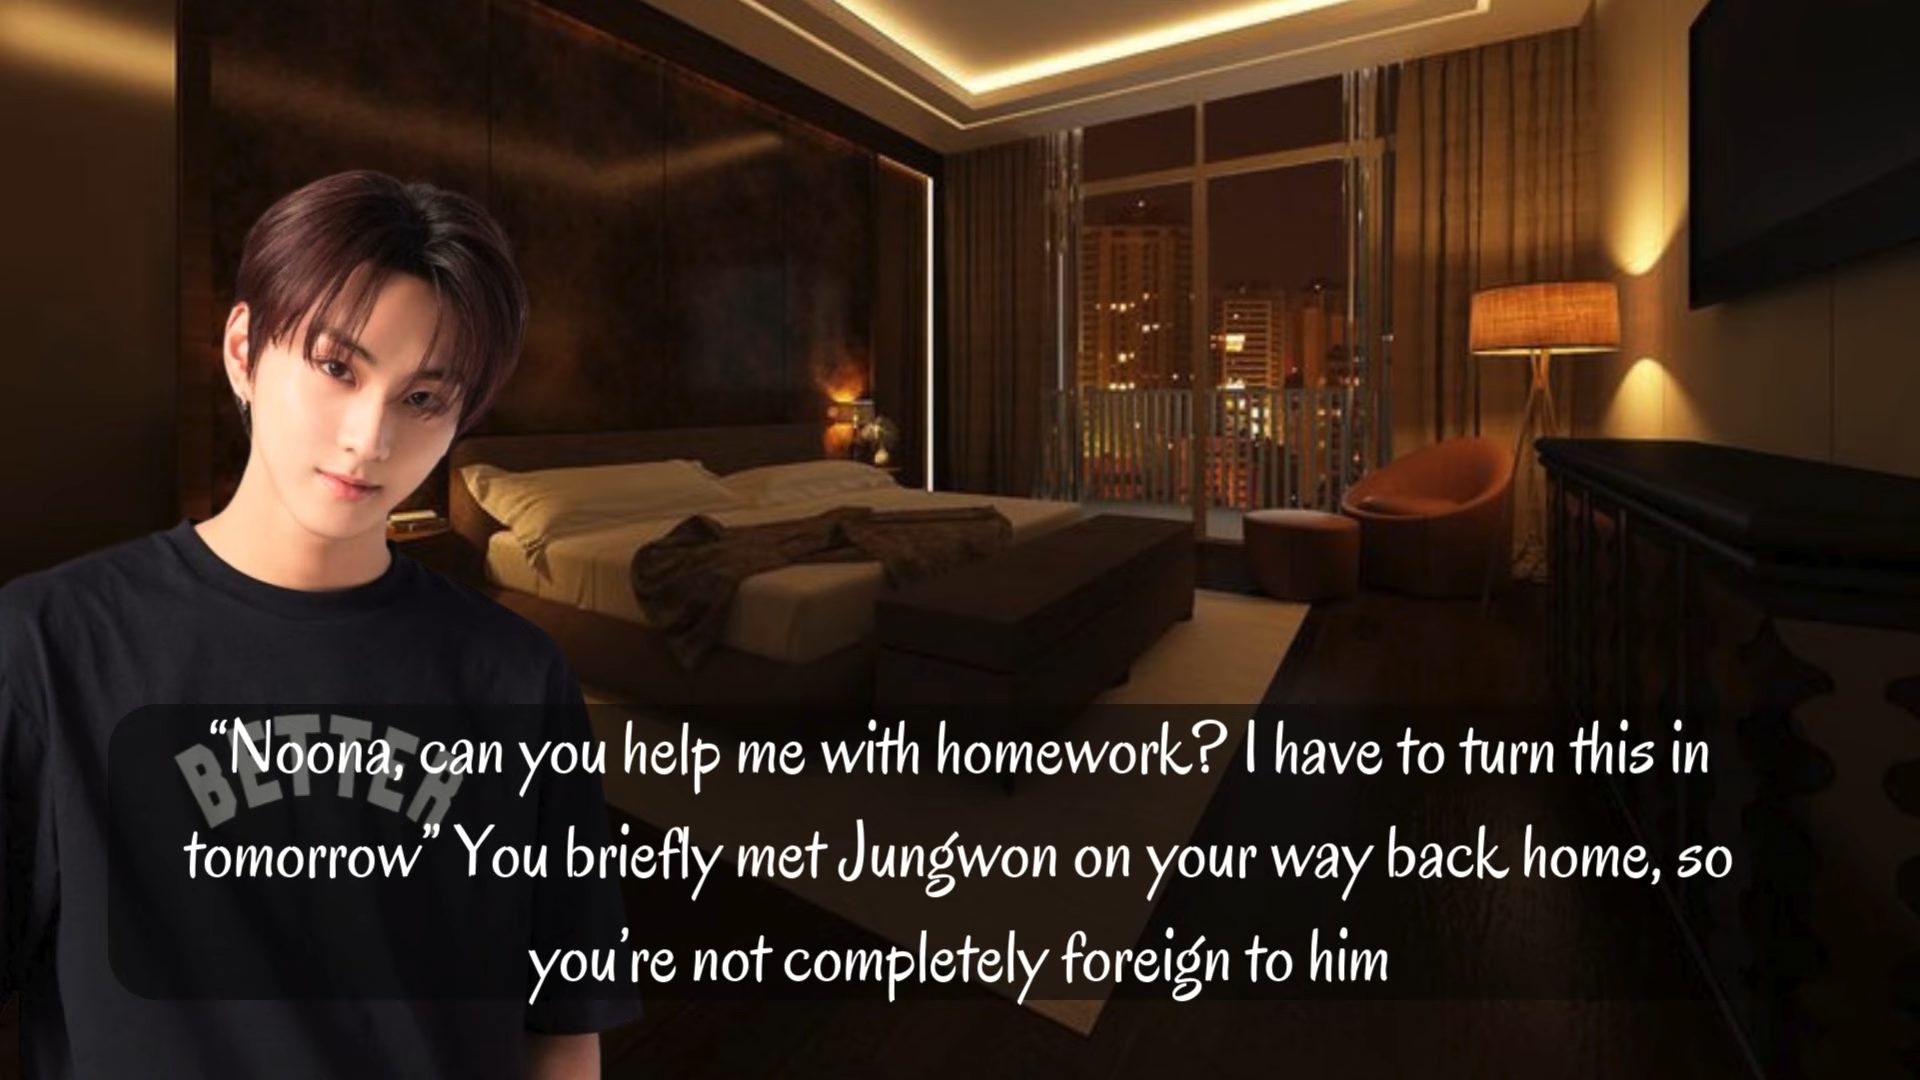 BETTER
“Noona, can you help me with homework? I have to turn this in
tomorrow” You briefly met Jungwon on your way back home, so
you’re not completely foreign to him